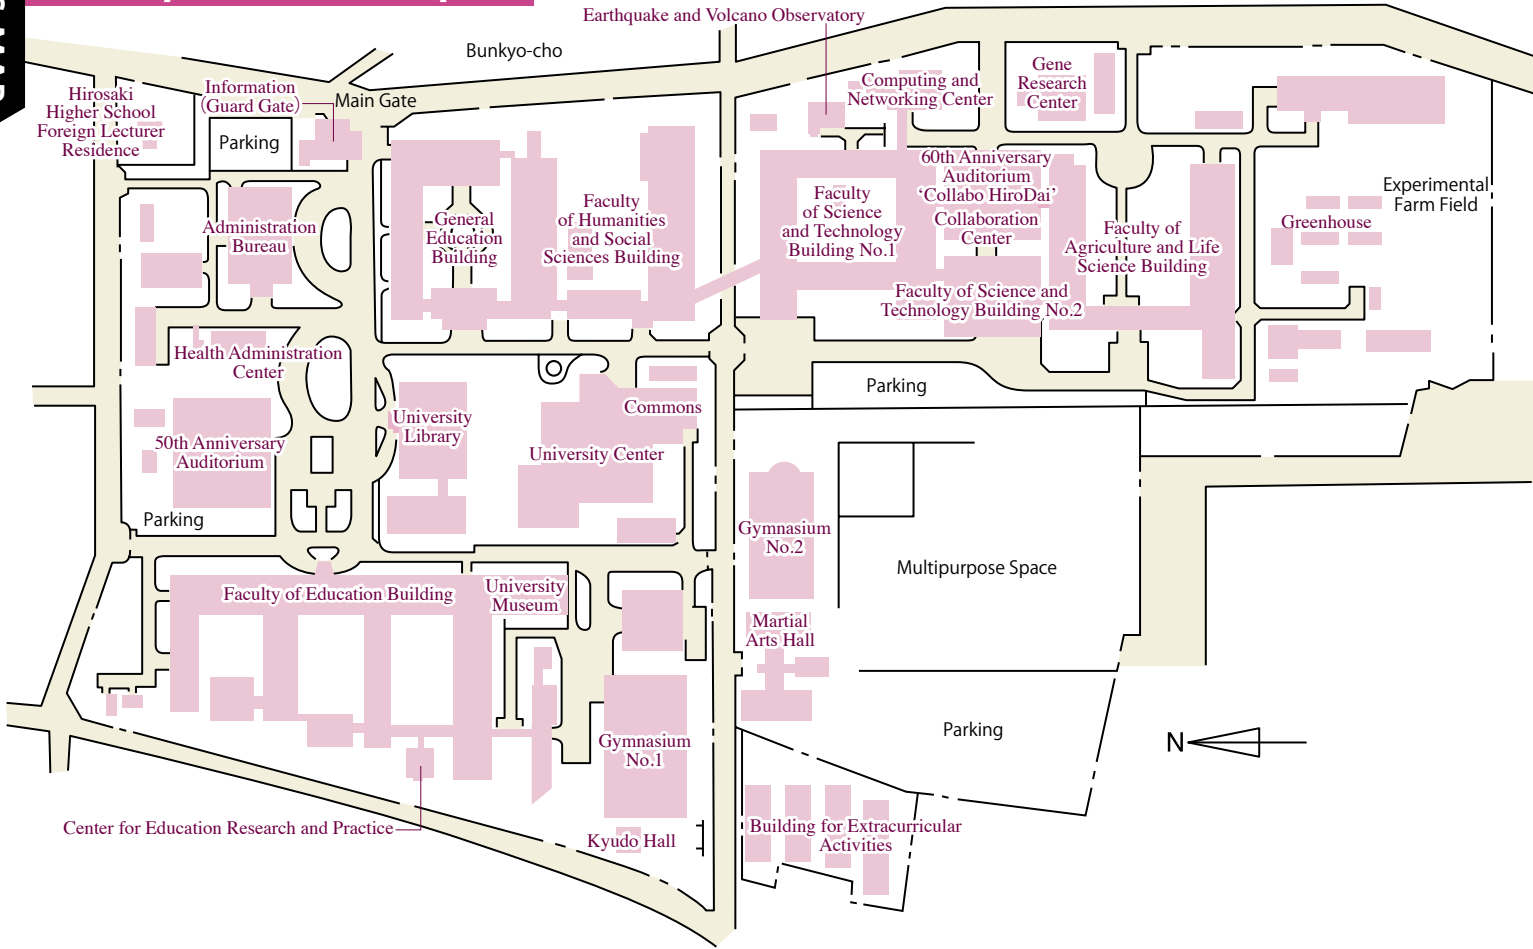 Earthquake and Volcano Observatory
Bunkyo-cho
Hirosaki
Higher School
Foreign Lecturer
Residence
Information
(Guard Gate)
Main Gate
Parking
Computing and
Networking Center
Gene
Research
Center
Administration
Bureau
General
Education
Building
Faculty
of Humanities
and Social
Sciences Building
Faculty
of Science
and Technology
Building No.1
60th Anniversary
Auditorium
‘Collabo HiroDai’
Collaboration
Center
Faculty of
Agriculture and Life
Science Building
Greenhouse
Experimental
Farm Field
Faculty of Science and
Technology Building No.2
Health Administration
Center
Parking
University
Library
Commons
University Center
50th Anniversary
Auditorium
Parking
Gymnasium
No.2
Multipurpose Space
Faculty of Education Building
University
Museum
Martial
Arts Hall
Gymnasium
No.1
Parking
N
Center for Education Research and Practice
Kyudo Hall
Building for Extracurricular
Activities